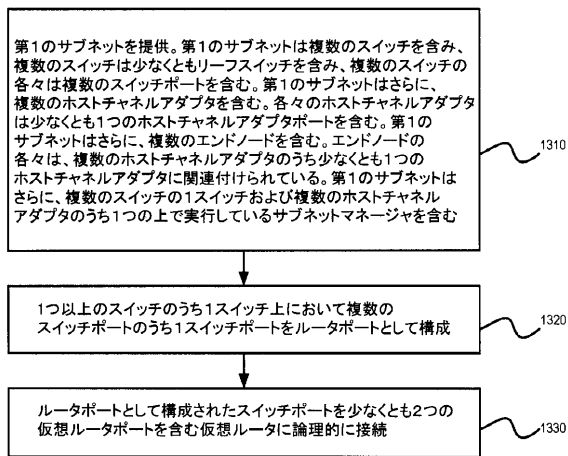 第1のサブネットを提供。第1のサブネットは複数のスイッチを含み、
複数のスイッチは少なくともリーフスイッチを含み、複数のスイッチの
各々は複数のスイッチポートを含む。第1のサブネットはさらに、
複数のホストチャネルアダプタを含む。各々のホストチャネルアダプタ
は少なくとも1つのホストチャネルアダプタポートを含む。第1の
サブネットはさらに、複数のエンドノードを含む。エンドノードの
各々は、複数のホストチャネルアダプタのうち少なくとも1つの
ホストチャネルアダプタに関連付けられている。第1のサブネットは
さらに、複数のスイッチの1スイッチおよび複数のホストチャネル
アダプタのうち1つの上で実行しているサブネットマネージャを含む
1310
1つ以上のスイッチのうち1スイッチ上において複数の
スイッチポートのうち1スイッチポートをルータポートとして構成
1320
ルータポートとして構成されたスイッチポートを少なくとも2つの
仮想ルータポートを含む仮想ルータに論理的に接続
1330